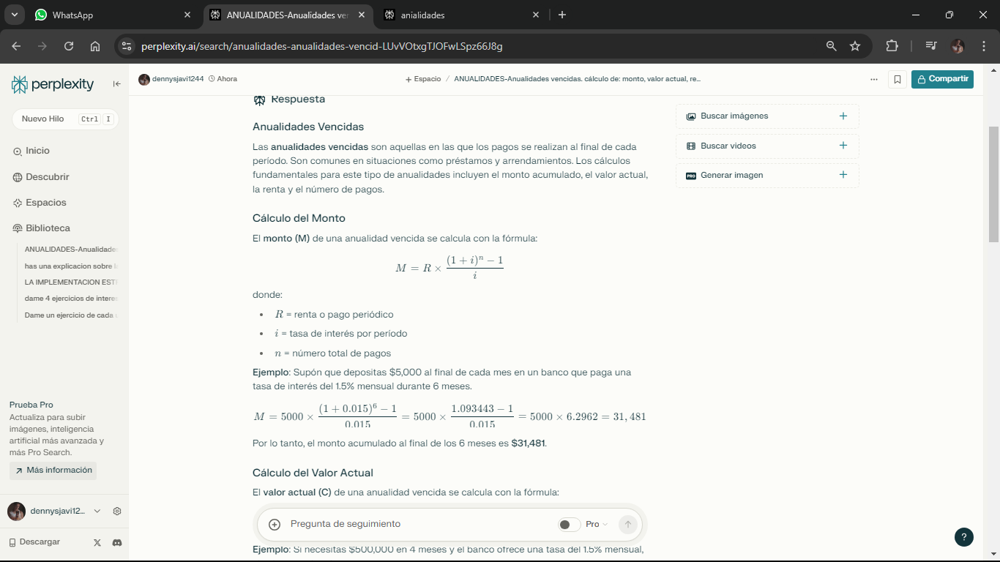 WhatsApp
ANUALIDADES-Anualidades ve
anialidades
perplexity.ai/search/anualidades-anualidades-vencid-LUvVOtxgTJOFwLSpz66J8g
perplexity
Nuevo Hilo Ctrl I
Inicio
Descubrir
Espacios
Biblioteca
ANUALIDADES-Anualidade
has una explicacion sobre l
LA IMPLEMENTACION EST
dame 4 ejercicios de intere
Dame un ejercicio de cada
Prueba Pro
Actualiza para subir
imágenes, inteligencia
artificial más avanzada y
más Pro Search.
Más información
dennysjavi12...
Descargar
dennysjavi1244 Ahora
+ Espacio / ANUALIDADES-Anualidades vencidas. cálculo de: monto, valor actual, re...
Compartir
Respuesta
Anualidades Vencidas
Las anualidades vencidas son aquellas en las que los pagos se realizan al final de cada
período. Son comunes en situaciones como préstamos y arrendamientos. Los cálculos
fundamentales para este tipo de anualidades incluyen el monto acumulado, el valor actual,
la renta y el número de pagos.
Cálculo del Monto
El monto (M) de una anualidad vencida se calcula con la fórmula:
M = R × ((1 + i)^n − 1) / i
donde:
• R = renta o pago periódico
• i = tasa de interés por período
• n = número total de pagos
Ejemplo: Supón que depositas $5,000 al final de cada mes en un banco que paga una
tasa de interés del 1.5% mensual durante 6 meses.
M = 5000 × ((1 + 0.015)^6 − 1) / 0.015 = 5000 × (1.093443 − 1) / 0.015 = 5000 × 6.2962 = 31,481
Por lo tanto, el monto acumulado al final de los 6 meses es $31,481.
Cálculo del Valor Actual
El valor actual (C) de una anualidad vencida se calcula con la fórmula:
Pregunta de seguimiento
Pro
Ejemplo: Si necesitas $500,000 en 4 meses y el banco ofrece una tasa del 1.5% mensual,
Buscar imágenes +
Buscar videos +
PRO Generar imagen +
?